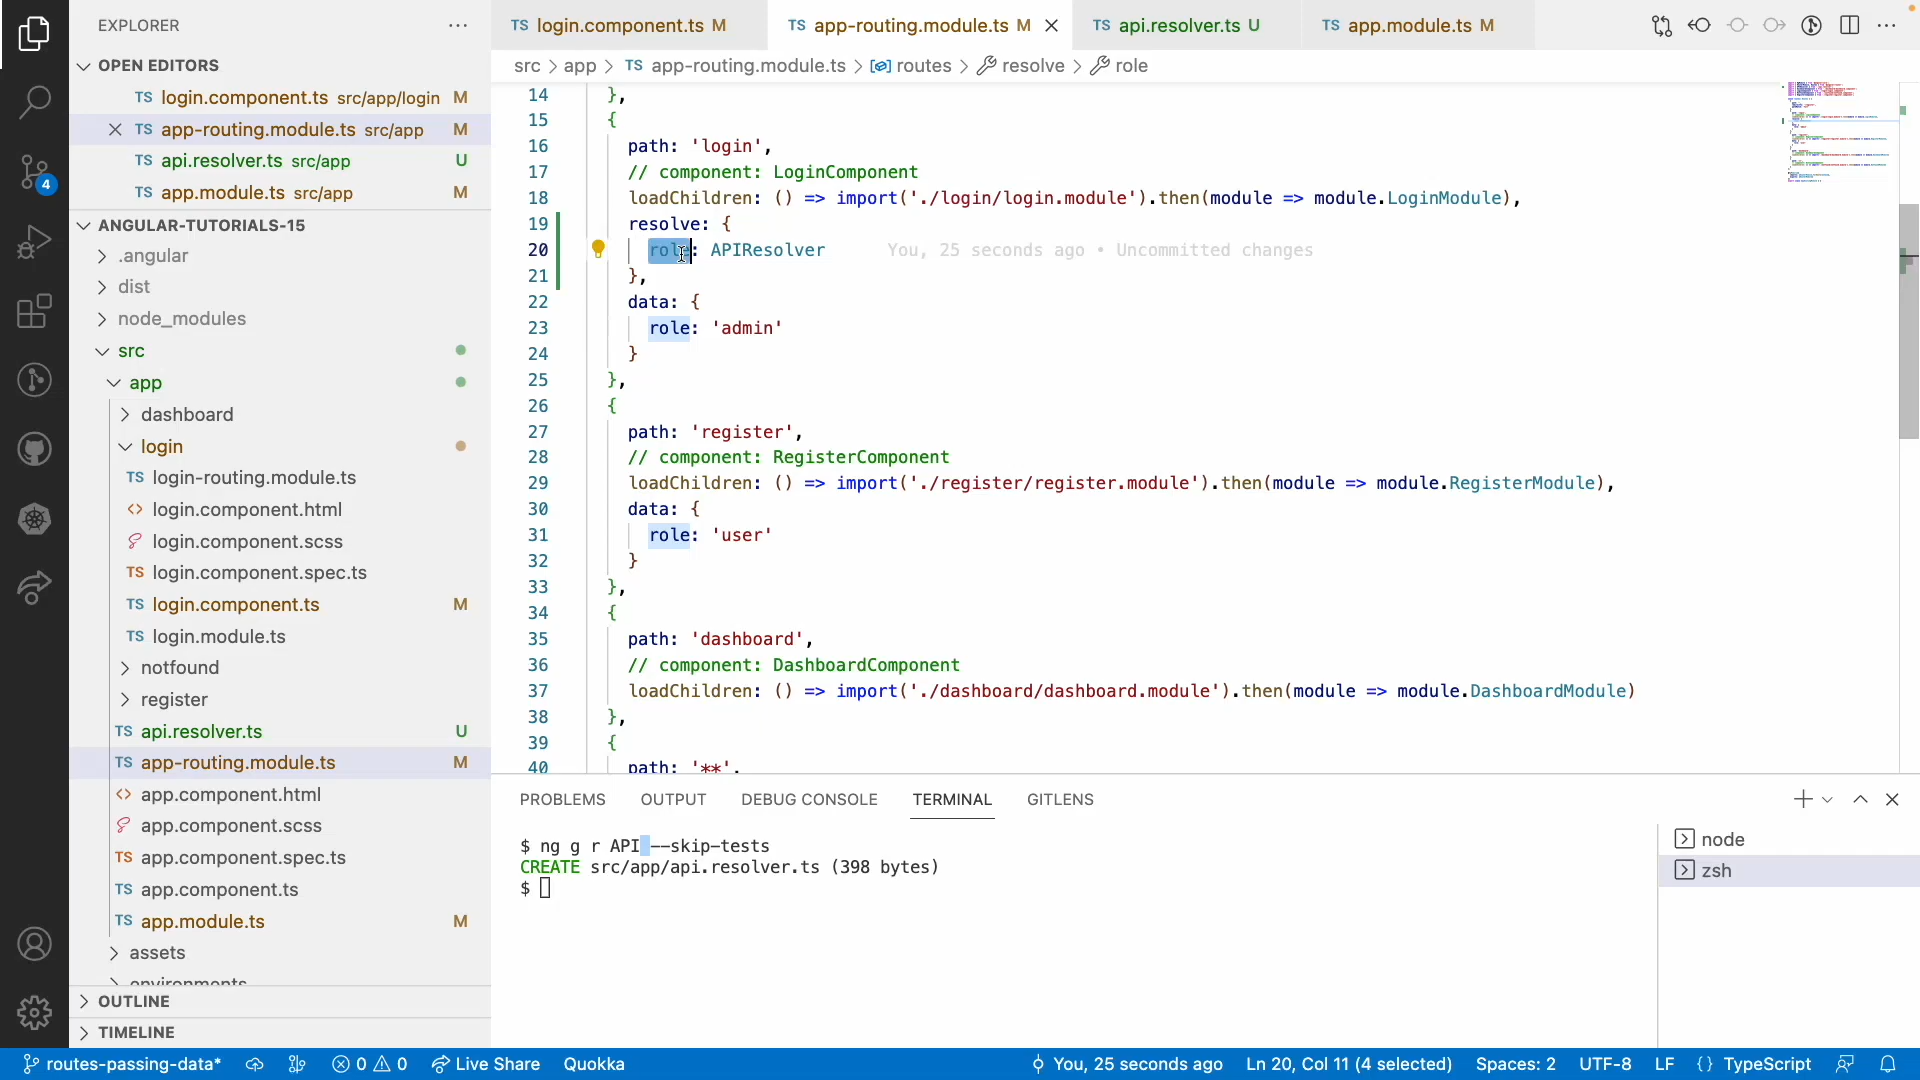 EXPLORER
OPEN EDITORS
TS login.component.ts src/app/login M
TS app-routing.module.ts src/app M
TS api.resolver.ts src/app U
TS app.module.ts src/app M
ANGULAR-TUTORIALS-15
.angular
dist
node_modules
src
app
dashboard
login
TS login-routing.module.ts
<> login.component.html
login.component.scss
TS login.component.spec.ts
TS login.component.ts M
TS login.module.ts
notfound
register
TS api.resolver.ts U
TS app-routing.module.ts M
<> app.component.html
app.component.scss
TS app.component.spec.ts
TS app.component.ts
TS app.module.ts M
assets
environments
OUTLINE
TIMELINE
4
TS login.component.ts M
TS app-routing.module.ts M
TS api.resolver.ts U
TS app.module.ts M
src > app > TS app-routing.module.ts > routes > resolve > role
14 },
15 {
16 path: 'login',
17 // component: LoginComponent
18 loadChildren: () => import('./login/login.module').then(module => module.LoginModule),
19 resolve: {
20 role: APIResolver You, 25 seconds ago • Uncommitted changes
21 },
22 data: {
23 role: 'admin'
24 }
25 },
26 {
27 path: 'register',
28 // component: RegisterComponent
29 loadChildren: () => import('./register/register.module').then(module => module.RegisterModule),
30 data: {
31 role: 'user'
32 }
33 },
34 {
35 path: 'dashboard',
36 // component: DashboardComponent
37 loadChildren: () => import('./dashboard/dashboard.module').then(module => module.DashboardModule)
38 },
39 {
40 path: '**',
PROBLEMS OUTPUT DEBUG CONSOLE TERMINAL GITLENS
$ ng g r API --skip-tests
CREATE src/app/api.resolver.ts (398 bytes)
$
node
zsh
routes-passing-data* 0 0 Live Share Quokka You, 25 seconds ago Ln 20, Col 11 (4 selected) Spaces: 2 UTF-8 LF {} TypeScript